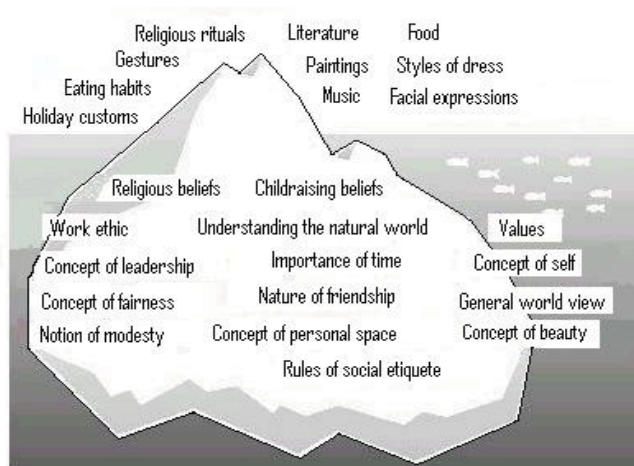 Religious rituals Literature Food
Gestures Paintings Styles of dress
Eating habits Music Facial expressions
Holiday customs
Religious beliefs Childraising beliefs
Work ethic Understanding the natural world Values
Concept of leadership Importance of time Concept of self
Concept of fairness Nature of friendship General world view
Notion of modesty Concept of personal space Concept of beauty
Rules of social etiquete